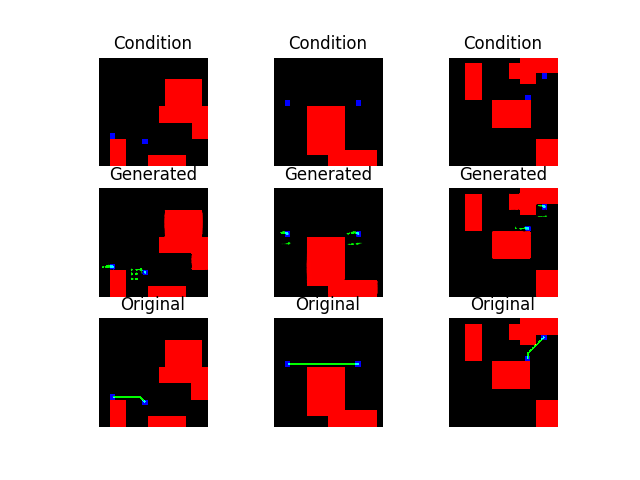 Condition Condition Condition
Generated Generated Generated
Original Original Original